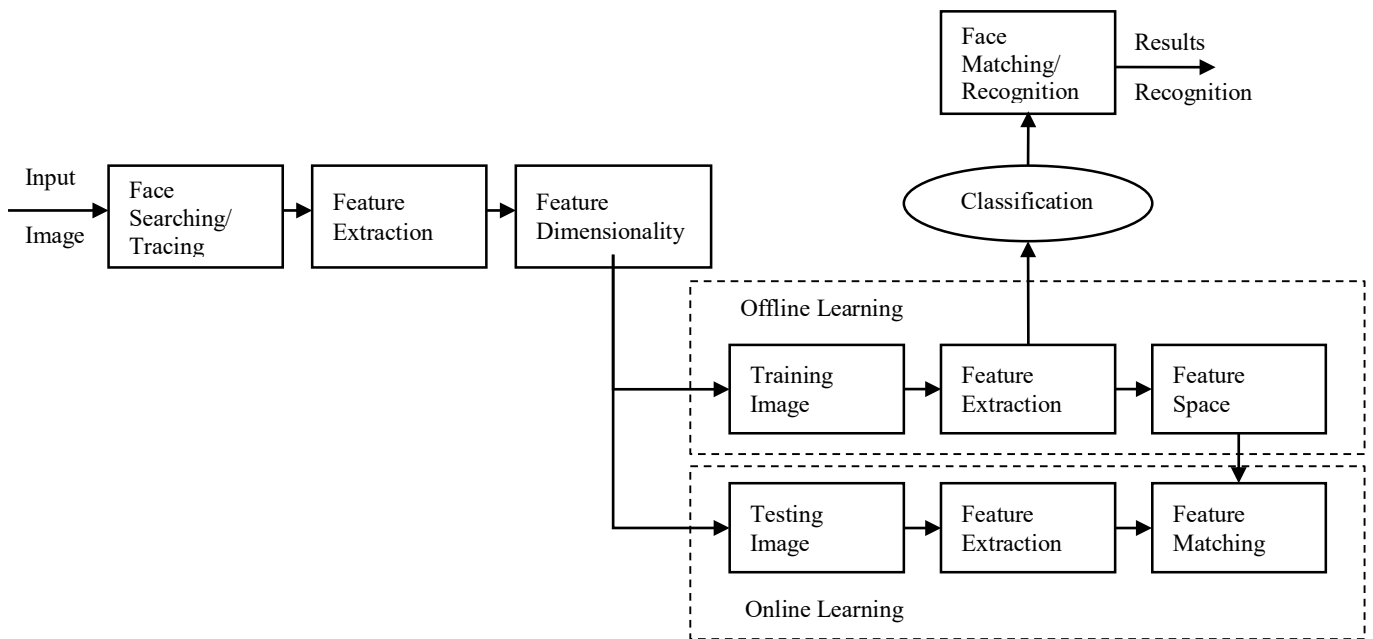 Face
Matching/
Recognition
Results
Recognition
Input
Image
Face
Searching/
Tracing
Feature
Extraction
Feature
Dimensionality
Classification
Offline Learning
Training
Image
Feature
Extraction
Feature
Space
Testing
Image
Feature
Extraction
Feature
Matching
Online Learning